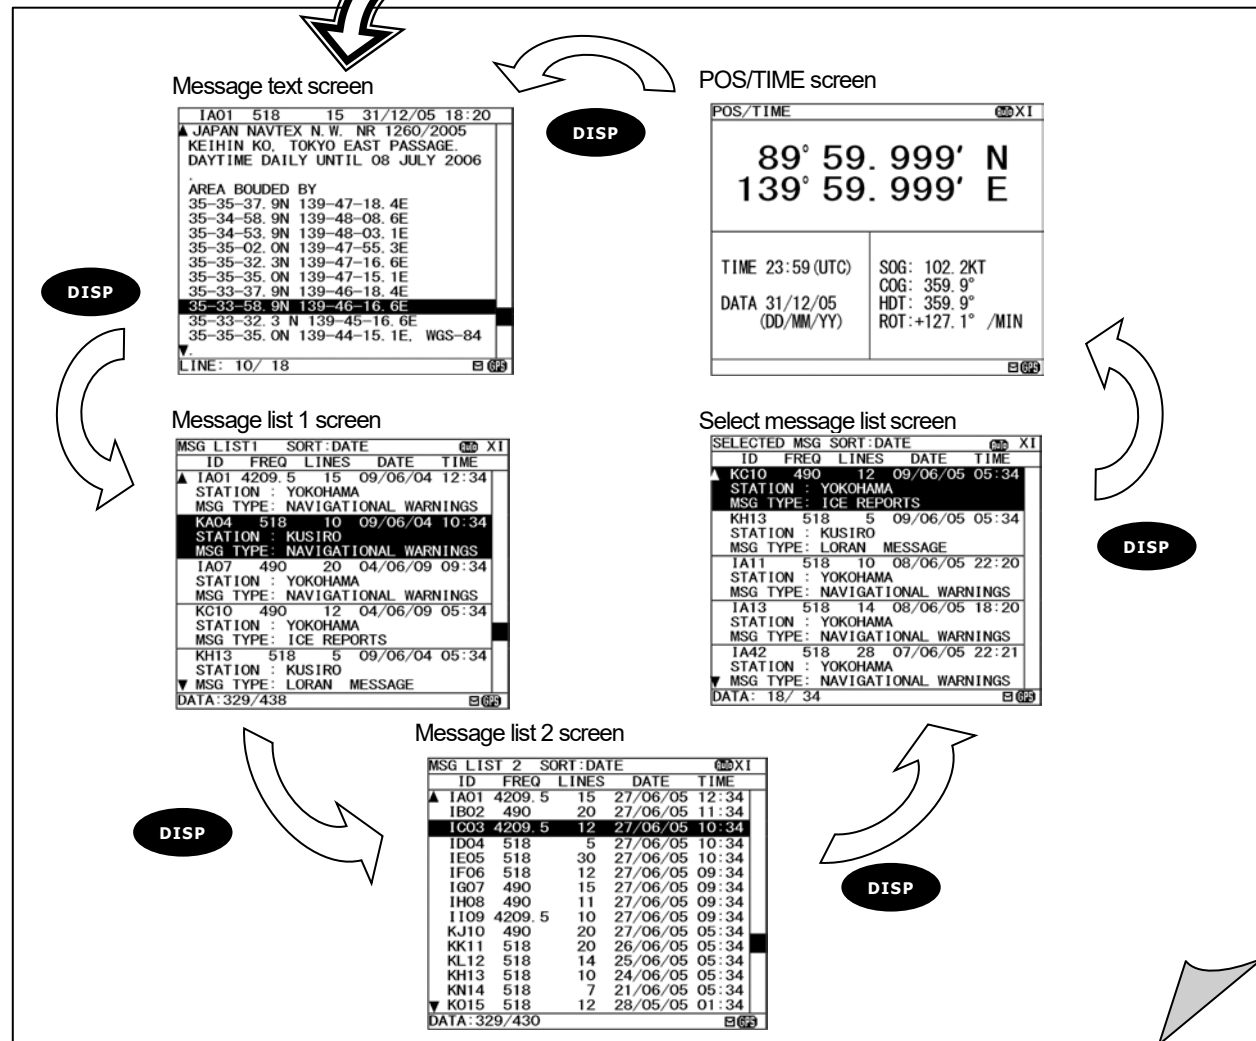 Message text screen
IA01 518 15 31/12/05 18:20
▲ JAPAN NAVTEX N.W. NR 1260/2005
KEIHIN KO, TOKYO EAST PASSAGE.
DAYTIME DAILY UNTIL 08 JULY 2006
.
AREA BOUDED BY
35-35-37.9N 139-47-18.4E
35-34-58.9N 139-48-08.6E
35-34-53.9N 139-48-03.1E
35-35-02.0N 139-47-55.3E
35-35-32.3N 139-47-16.6E
35-35-35.0N 139-47-15.1E
35-33-37.9N 139-46-18.4E
35-33-58.9N 139-46-16.6E
35-33-32.3 N 139-45-16.6E
35-35-35.0N 139-44-15.1E, WGS-84
▼.
LINE: 10/ 18 GPS
DISP
POS/TIME screen
POS/TIME Auto XI
89° 59.999′ N
139° 59.999′ E
TIME 23:59(UTC)
DATA 31/12/05
(DD/MM/YY)
SOG: 102.2KT
COG: 359.9°
HDT: 359.9°
ROT:+127.1° /MIN
GPS
DISP
Message list 1 screen
MSG LIST1 SORT:DATE Auto XI
ID FREQ LINES DATE TIME
▲ IA01 4209.5 15 09/06/04 12:34
STATION : YOKOHAMA
MSG TYPE: NAVIGATIONAL WARNINGS
KA04 518 10 09/06/04 10:34
STATION : KUSIRO
MSG TYPE: NAVIGATIONAL WARNINGS
IA07 490 20 04/06/09 09:34
STATION : YOKOHAMA
MSG TYPE: NAVIGATIONAL WARNINGS
KC10 490 12 04/06/09 05:34
STATION : YOKOHAMA
MSG TYPE: ICE REPORTS
KH13 518 5 09/06/04 05:34
STATION : KUSIRO
▼ MSG TYPE: LORAN MESSAGE
DATA:329/438 GPS
Select message list screen
SELECTED MSG SORT:DATE Auto XI
ID FREQ LINES DATE TIME
▲ KC10 490 12 09/06/05 05:34
STATION : YOKOHAMA
MSG TYPE: ICE REPORTS
KH13 518 5 09/06/05 05:34
STATION : KUSIRO
MSG TYPE: LORAN MESSAGE
IA11 518 10 08/06/05 22:20
STATION : YOKOHAMA
MSG TYPE: NAVIGATIONAL WARNINGS
IA13 518 14 08/06/05 18:20
STATION : YOKOHAMA
MSG TYPE: NAVIGATIONAL WARNINGS
IA42 518 28 07/06/05 22:21
STATION : YOKOHAMA
▼ MSG TYPE: NAVIGATIONAL WARNINGS
DATA: 18/ 34 GPS
DISP
Message list 2 screen
MSG LIST 2 SORT:DATE Auto XI
ID FREQ LINES DATE TIME
▲ IA01 4209.5 15 27/06/05 12:34
IB02 490 20 27/06/05 11:34
IC03 4209.5 12 27/06/05 10:34
ID04 518 5 27/06/05 10:34
IE05 518 30 27/06/05 10:34
IF06 518 12 27/06/05 09:34
IG07 490 15 27/06/05 09:34
IH08 490 11 27/06/05 09:34
II09 4209.5 10 27/06/05 09:34
KJ10 490 20 27/06/05 05:34
KK11 518 20 26/06/05 05:34
KL12 518 14 25/06/05 05:34
KH13 518 10 24/06/05 05:34
KN14 518 7 21/06/05 05:34
▼ KO15 518 12 28/05/05 01:34
DATA:329/430 GPS
DISP
DISP